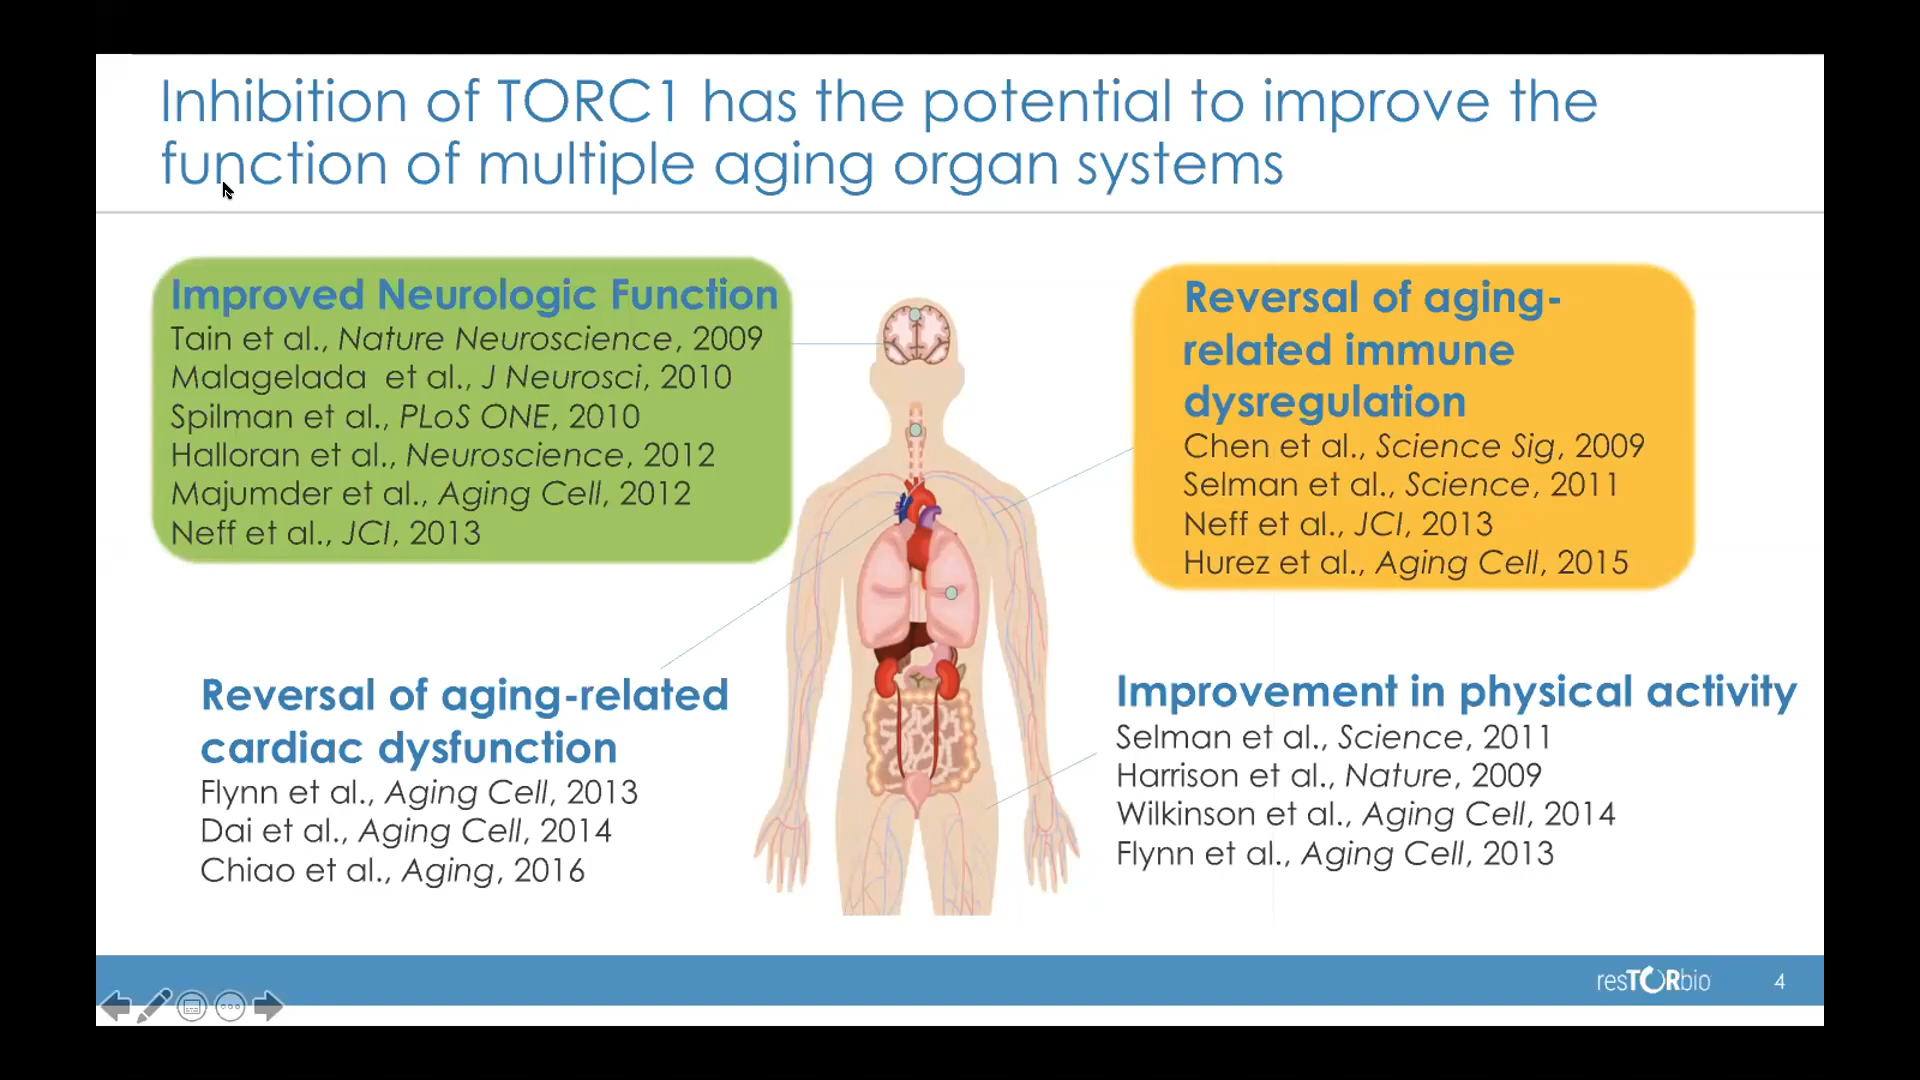 Inhibition of TORC1 has the potential to improve the
function of multiple aging organ systems
Improved Neurologic Function
Tain et al., Nature Neuroscience, 2009
Malagelada et al., J Neurosci, 2010
Spilman et al., PLoS ONE, 2010
Halloran et al., Neuroscience, 2012
Majumder et al., Aging Cell, 2012
Neff et al., JCI, 2013
Reversal of aging-
related immune
dysregulation
Chen et al., Science Sig, 2009
Selman et al., Science, 2011
Neff et al., JCI, 2013
Hurez et al., Aging Cell, 2015
Reversal of aging-related
cardiac dysfunction
Flynn et al., Aging Cell, 2013
Dai et al., Aging Cell, 2014
Chiao et al., Aging, 2016
Improvement in physical activity
Selman et al., Science, 2011
Harrison et al., Nature, 2009
Wilkinson et al., Aging Cell, 2014
Flynn et al., Aging Cell, 2013
resTORbio
4